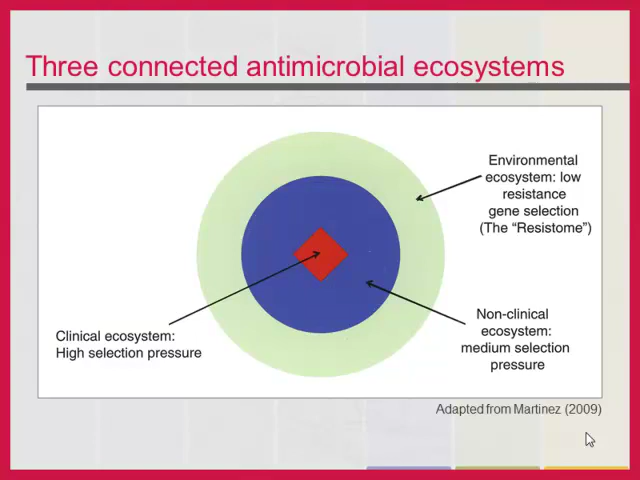 Three connected antimicrobial ecosystems
Environmental
ecosystem: low
resistance
gene selection
(The “Resistome”)
Clinical ecosystem:
High selection pressure
Non-clinical
ecosystem:
medium selection
pressure
Adapted from Martinez (2009)